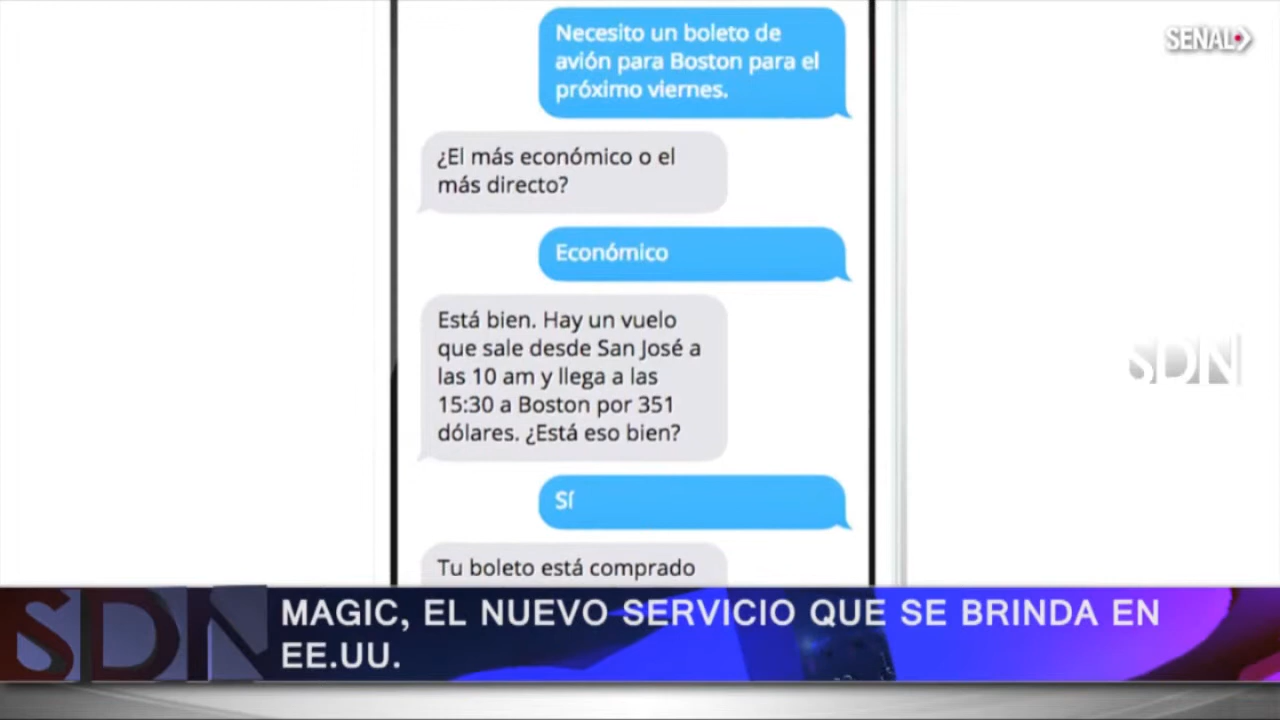 Necesito un boleto de
avión para Boston para el
próximo viernes.
SEÑAL
¿El más económico o el
más directo?
Económico
Está bien. Hay un vuelo
que sale desde San José a
las 10 am y llega a las
15:30 a Boston por 351
dólares. ¿Está eso bien?
SDN
Sí
Tu boleto está comprado
SDN
MAGIC, EL NUEVO SERVICIO QUE SE BRINDA EN
EE.UU.